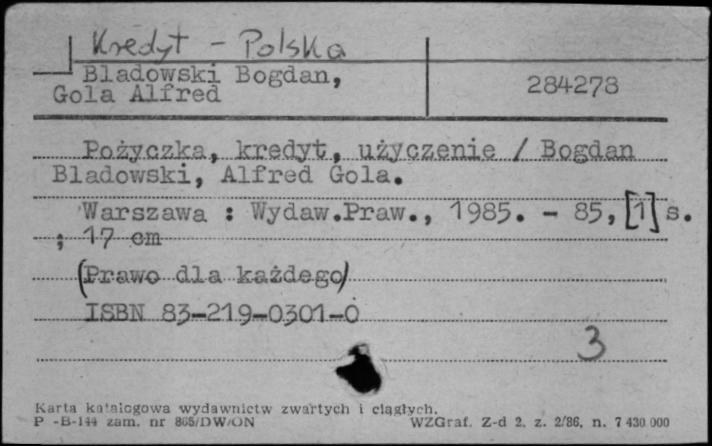 Kredyt - Polska
Bladowski Bogdan,
Gola Alfred
284278
Pożyczka, kredyt, użyczenie / Bogdan
Bladowski, Alfred Gola.
Warszawa : Wydaw.Praw., 1985. - 85,[1] s.
; 17 cm
(Prawo dla każdego)
ISBN 83-219-0301-0
3
Karta katalogowa wydawnictw zwartych i ciągłych.
P -B-144 zam. nr 865/DW/ON
WZGraf. Z-d 2. z. 2/86, n. 7 430 000